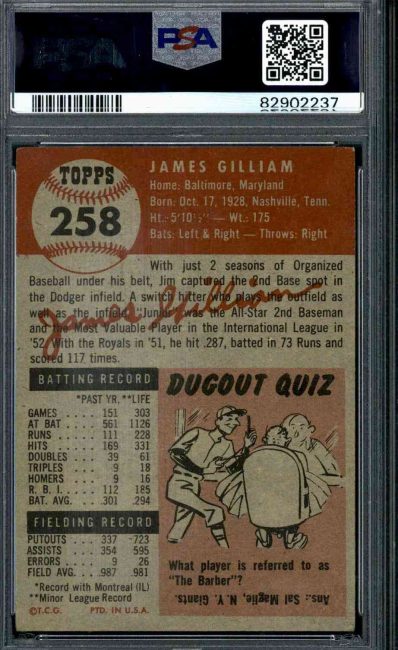 PSA
82902237
TOPPS
258
JAMES GILLIAM
Home: Baltimore, Maryland
Born: Oct. 17, 1928, Nashville, Tenn.
Ht.: 5'10½" — Wt.: 175
Bats: Left & Right — Throws: Right
With just 2 seasons of Organized
Baseball under his belt, Jim captured the 2nd Base spot
in the Dodger infield. A switch hitter who plays the outfield as
well as the infield, "Junior" was the All-Star 2nd Baseman
and the Most Valuable Player in the International League in
'52. With the Royals in '51, he hit .287, batted in 73 Runs and
scored 117 times.
James Gilliam
BATTING RECORD
*PAST YR. **LIFE
GAMES 151 303
AT BAT 561 1126
RUNS 111 228
HITS 169 331
DOUBLES 39 61
TRIPLES 9 18
HOMERS 9 16
R. B. I. 112 185
BAT. AVG. .301 .294
FIELDING RECORD
PUTOUTS 337 -723
ASSISTS 354 595
ERRORS 9 26
FIELD AVG. .987 .981
*Record with Montreal (IL)
**Minor League Record
©T.C.G. PTD. IN U.S.A.
DUGOUT QUIZ
What player is referred to as
"The Barber"?
Ans.: Sal Maglie, N. Y. Giants.